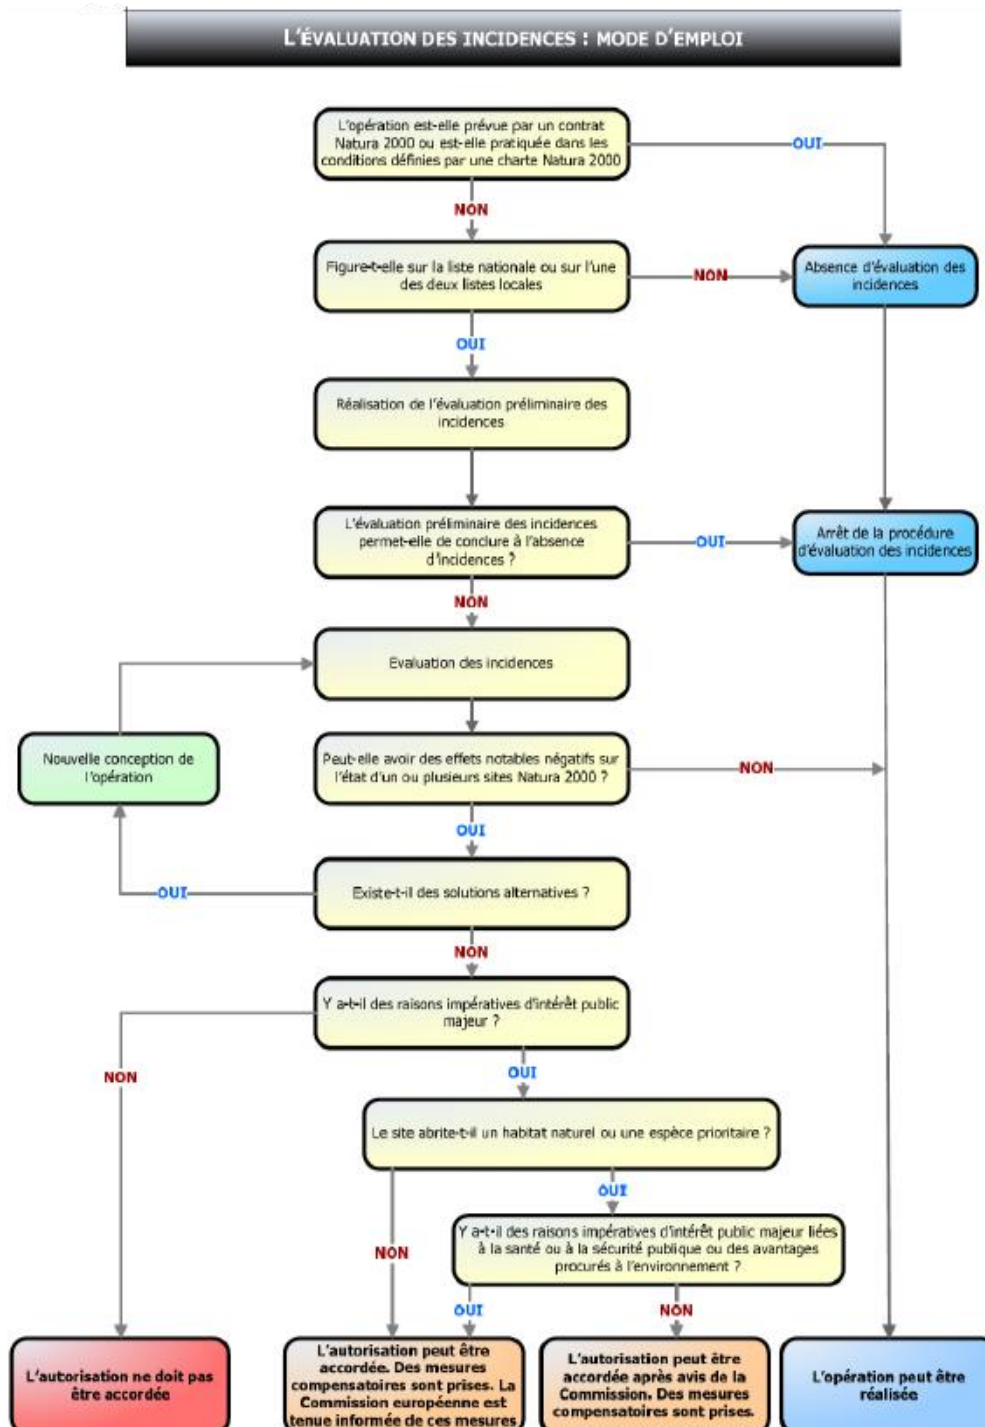 L'ÉVALUATION DES INCIDENCES : MODE D'EMPLOI
L'opération est-elle prévue par un contrat
Natura 2000 ou est-elle pratiquée dans les
conditions définies par une charte Natura 2000
OUI
NON
Figure-t-elle sur la liste nationale ou sur l'une
des deux listes locales
NON
Absence d'évaluation des
incidences
OUI
Réalisation de l'évaluation préliminaire des
incidences
L'évaluation préliminaire des incidences
permet-elle de conclure à l'absence
d'incidences ?
OUI
Arrêt de la procédure
d'évaluation des incidences
NON
Evaluation des incidences
Nouvelle conception de
l'opération
Peut-elle avoir des effets notables négatifs sur
l'état d'un ou plusieurs sites Natura 2000 ?
NON
OUI
Existe-t-il des solutions alternatives ?
OUI
NON
Y a-t-il des raisons impératives d'intérêt public
majeur ?
NON
OUI
Le site abrite-t-il un habitat naturel ou une espèce prioritaire ?
OUI
NON
Y a-t-il des raisons impératives d'intérêt public majeur liées
à la santé ou à la sécurité publique ou des avantages
procurés à l'environnement ?
OUI
NON
L'autorisation ne doit pas
être accordée
L'autorisation peut être
accordée. Des mesures
compensatoires sont prises. La
Commission européenne est
tenue informée de ces mesures
L'autorisation peut être
accordée après avis de la
Commission. Des mesures
compensatoires sont prises.
L'opération peut être
réalisée